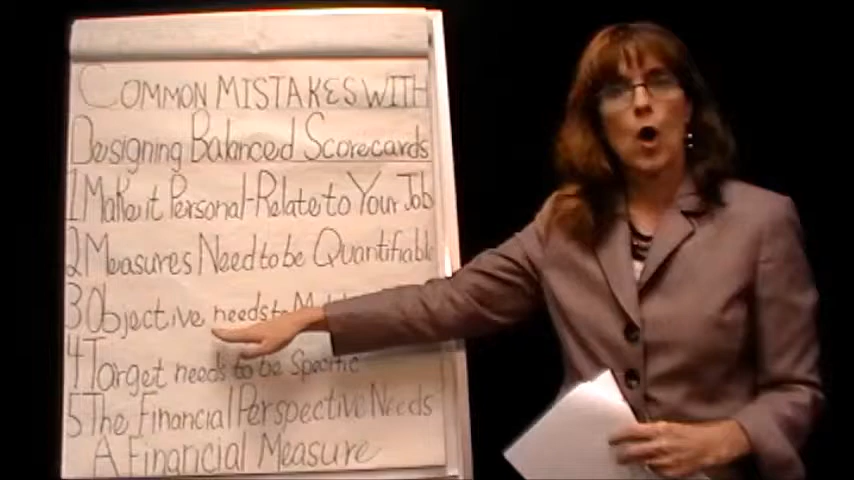 COMMON MISTAKES WITH
Designing Balanced Scorecards
1 Make it Personal-Relate to Your Job
2 Measures Need to be Quantifiable
3 Objective needs to
4 Target needs to be Specific
5 The Financial Perspective Needs
A Financial Measure